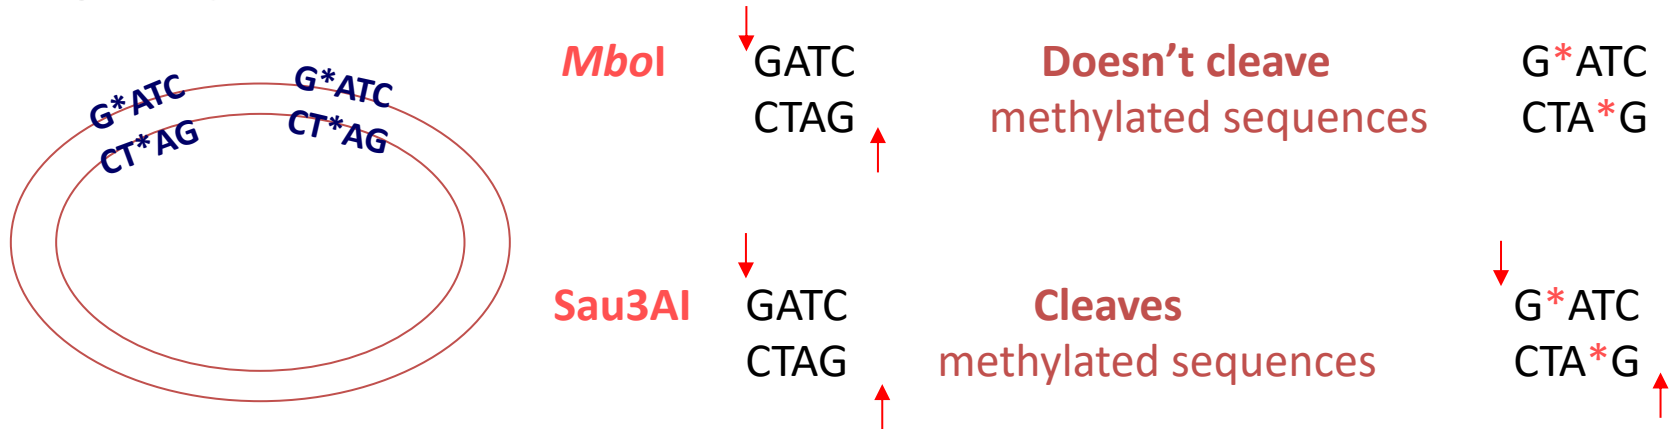 G*ATC
CT*AG
G*ATC
CT*AG
MboI
GATC
CTAG
Doesn’t cleave
methylated sequences
G*ATC
CTA*G
Sau3AI
GATC
CTAG
Cleaves
methylated sequences
G*ATC
CTA*G